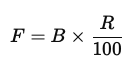 F = B × R/100